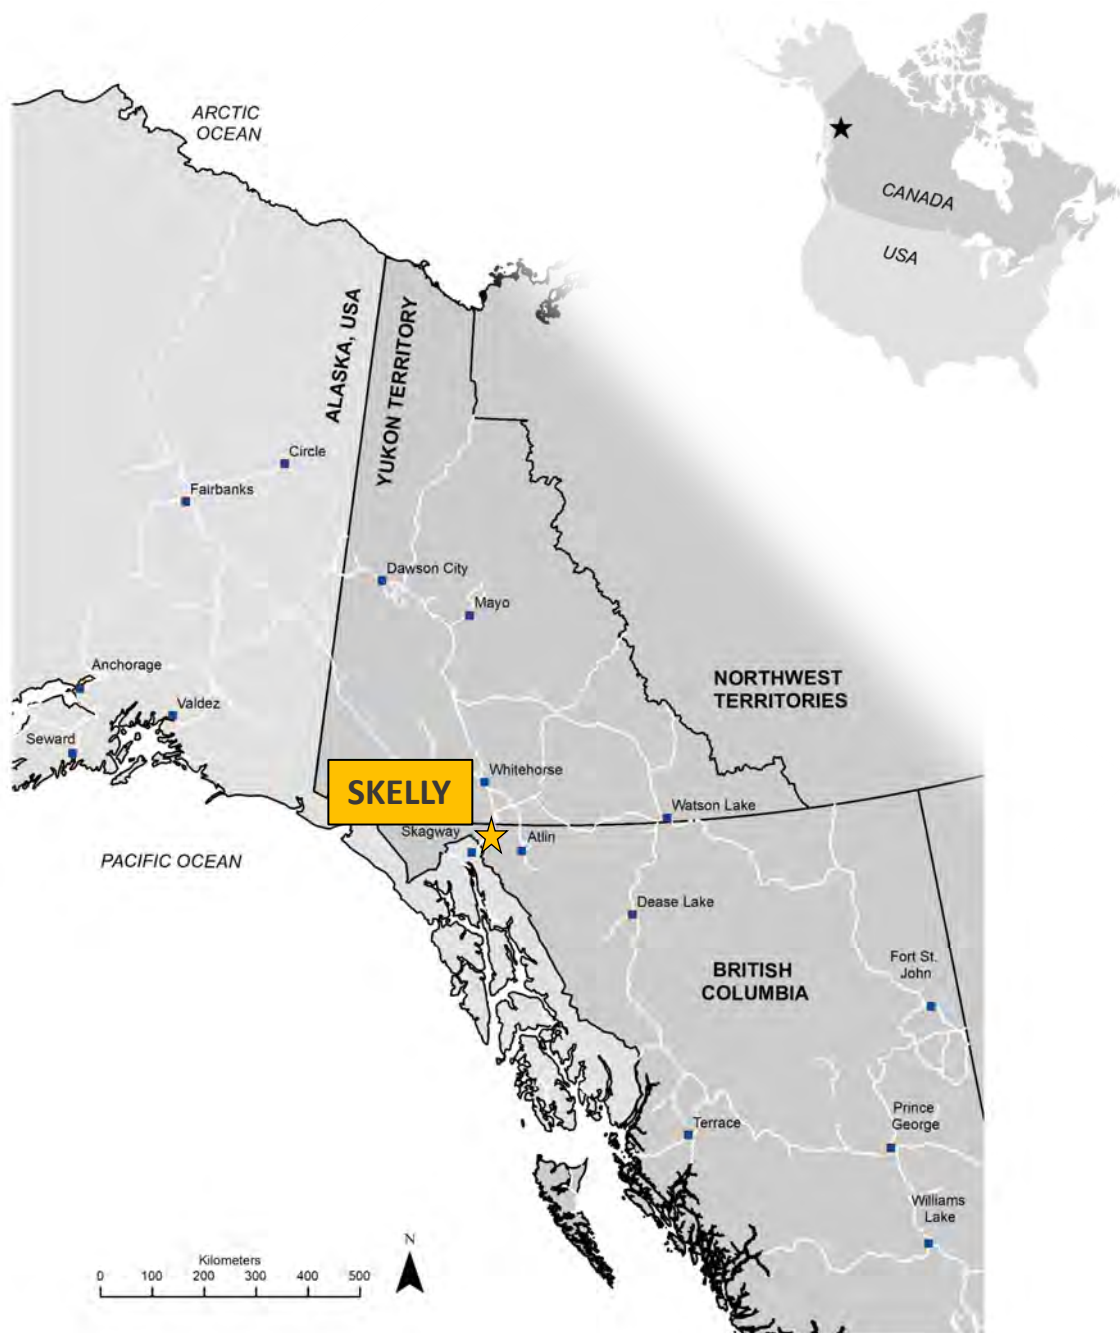 ARCTIC
OCEAN
CANADA
USA
ALASKA, USA
YUKON TERRITORY
Circle
Fairbanks
Dawson City
Mayo
Anchorage
Valdez
Seward
NORTHWEST
TERRITORIES
Whitehorse
SKELLY
Watson Lake
Skagway
Atlin
PACIFIC OCEAN
Dease Lake
Fort St.
John
BRITISH
COLUMBIA
Prince
George
Terrace
Williams
Lake
N
Kilometers
0 100 200 300 400 500